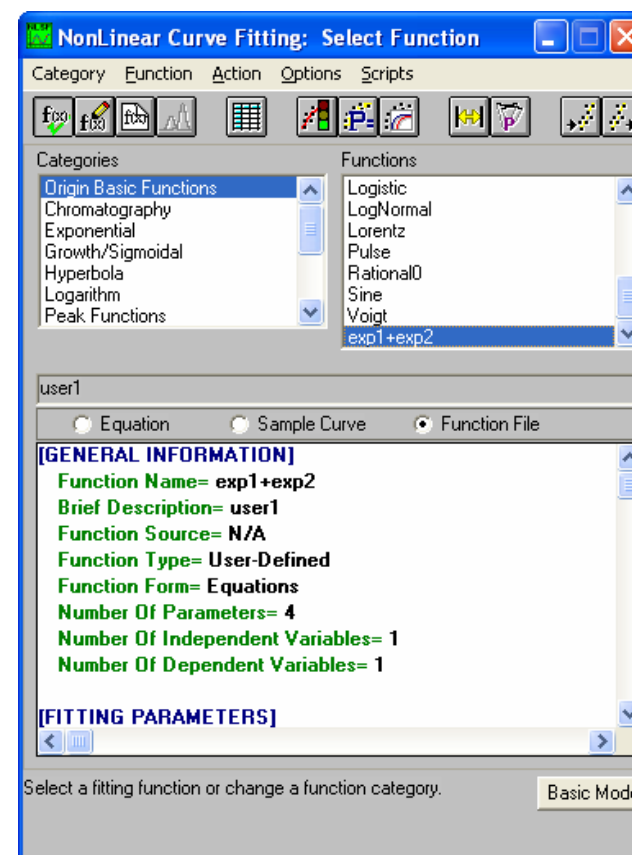 NonLinear Curve Fitting: Select Function
Category Function Action Options Scripts
Categories
Functions
Origin Basic Functions
Chromatography
Exponential
Growth/Sigmoidal
Hyperbola
Logarithm
Peak Functions
Logistic
LogNormal
Lorentz
Pulse
Rational0
Sine
Voigt
exp1+exp2
user1
Equation Sample Curve Function File
[GENERAL INFORMATION]
Function Name= exp1+exp2
Brief Description= user1
Function Source= N/A
Function Type= User-Defined
Function Form= Equations
Number Of Parameters= 4
Number Of Independent Variables= 1
Number Of Dependent Variables= 1
[FITTING PARAMETERS]
Select a fitting function or change a function category.
Basic Mod